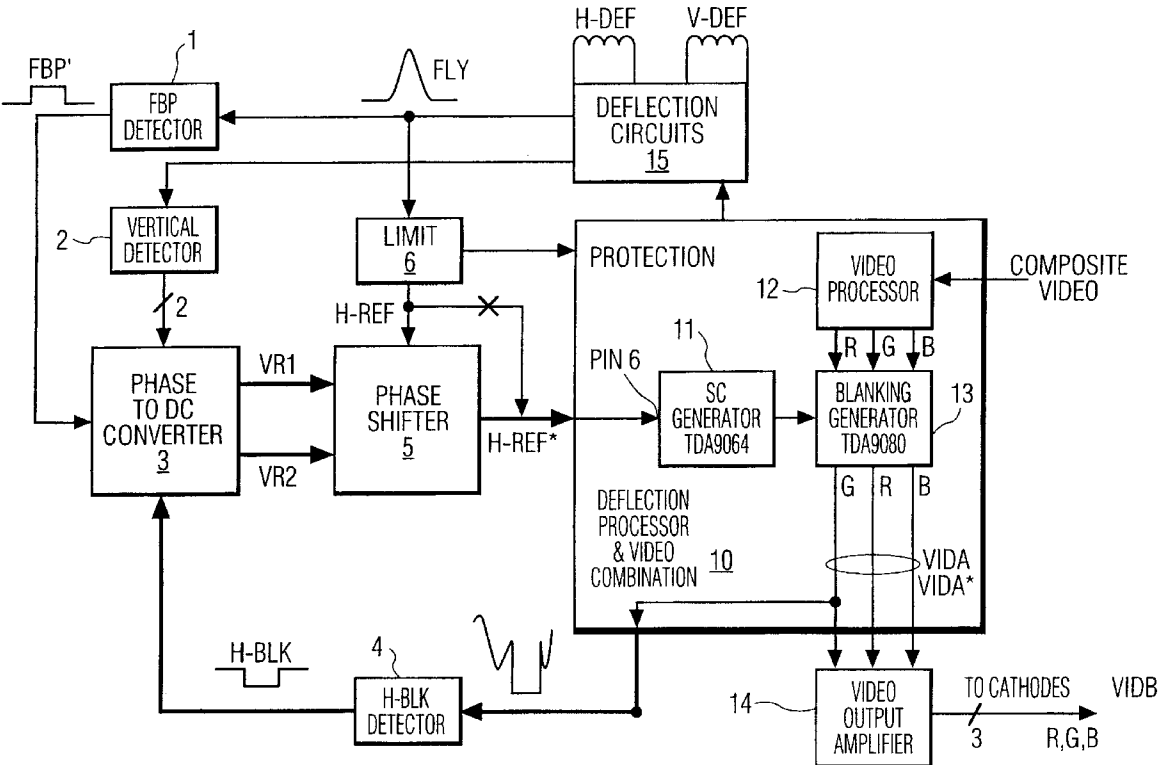 H-DEF
V-DEF
1
FBP'
FLY
FBP
DETECTOR
DEFLECTION
CIRCUITS
15
2
VERTICAL
DETECTOR
LIMIT
6
PROTECTION
12
VIDEO
PROCESSOR
COMPOSITE
VIDEO
2
H-REF
11
R
G
B
PIN 6
VR1
PHASE
TO DC
CONVERTER
3
PHASE
SHIFTER
5
SC
GENERATOR
TDA9064
BLANKING
GENERATOR
TDA9080
13
H-REF*
VR2
G
R
B
DEFLECTION
PROCESSOR
& VIDEO
COMBINATION
10
VIDA
VIDA*
H-BLK
4
H-BLK
DETECTOR
14
VIDEO
OUTPUT
AMPLIFIER
TO CATHODES
VIDB
3
R,G,B